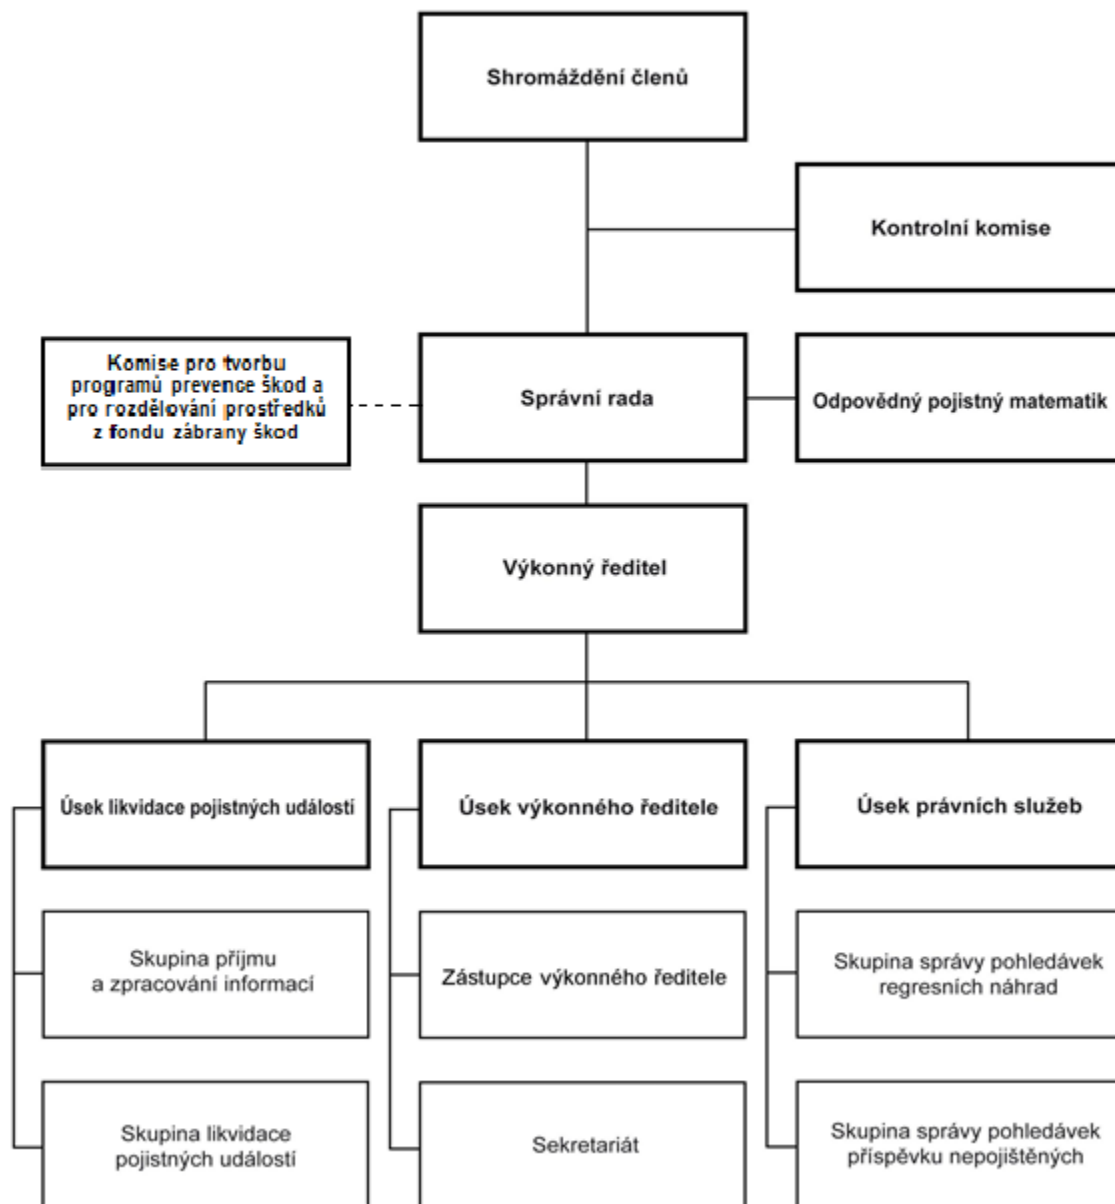 Shromáždění členů
Kontrolní komise
Komise pro tvorbu
programů prevence škod a
pro rozdělování prostředků
z fondu zábrany škod
Správní rada
Odpovědný pojistný matematik
Výkonný ředitel
Úsek likvidace pojistných událostí
Úsek výkonného ředitele
Úsek právních služeb
Skupina příjmu
a zpracování informací
Zástupce výkonného ředitele
Skupina správy pohledávek
regresních náhrad
Skupina likvidace
pojistných událostí
Sekretariát
Skupina správy pohledávek
příspěvku nepojištěných